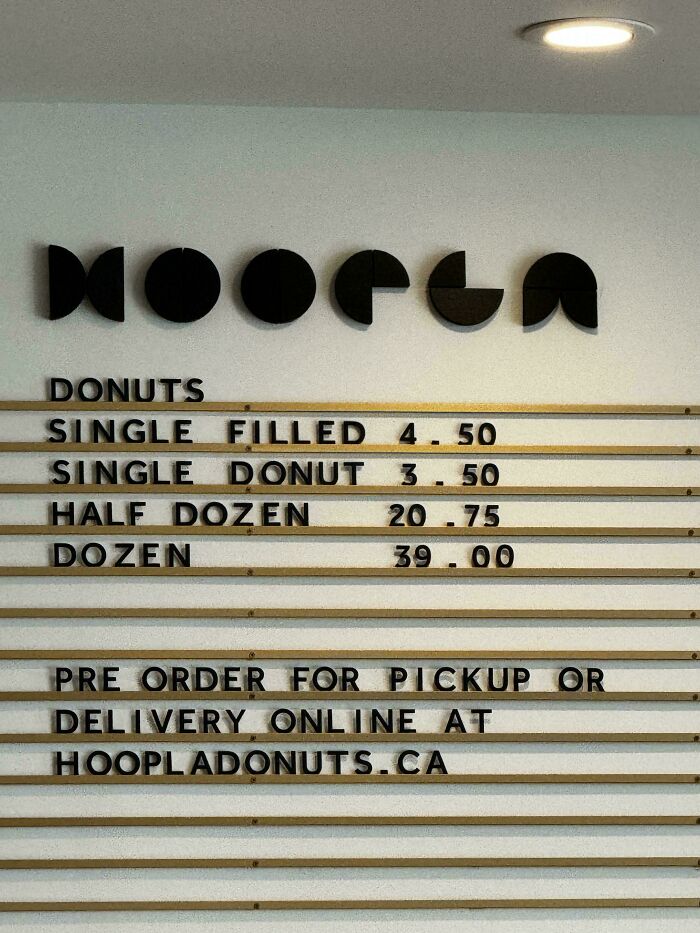 HOOPLA
DONUTS
SINGLE FILLED 4.50
SINGLE DONUT 3.50
HALF DOZEN 20.75
DOZEN 39.00
PRE ORDER FOR PICKUP OR
DELIVERY ONLINE AT
HOOPLADONUTS.CA